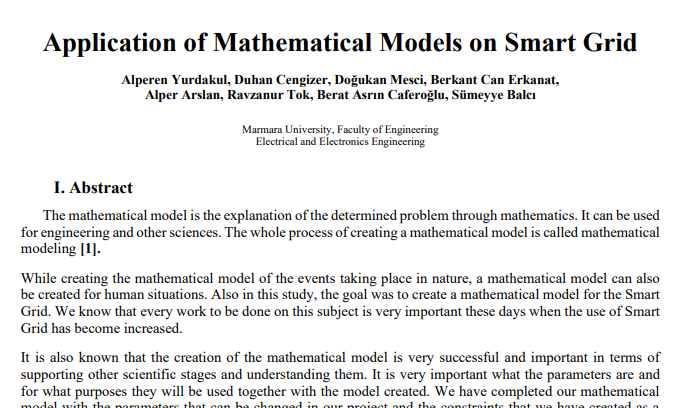 Application of Mathematical Models on Smart Grid
Alperen Yurdakul, Duhan Cengizer, Doğukan Mesci, Berkant Can Erkanat,
Alper Arslan, Ravzanur Tok, Berat Asrın Caferoğlu, Sümeyye Balcı
Marmara University, Faculty of Engineering
Electrical and Electronics Engineering
I. Abstract
The mathematical model is the explanation of the determined problem through mathematics. It can be used
for engineering and other sciences. The whole process of creating a mathematical model is called mathematical
modeling [1].
While creating the mathematical model of the events taking place in nature, a mathematical model can also
be created for human situations. Also in this study, the goal was to create a mathematical model for the Smart
Grid. We know that every work to be done on this subject is very important these days when the use of Smart
Grid has become increased.
It is also known that the creation of the mathematical model is very successful and important in terms of
supporting other scientific stages and understanding them. It is very important what the parameters are and
for what purposes they will be used together with the model created. We have completed our mathematical
model with the parameters that can be changed in our project and the constraints that we have created as a